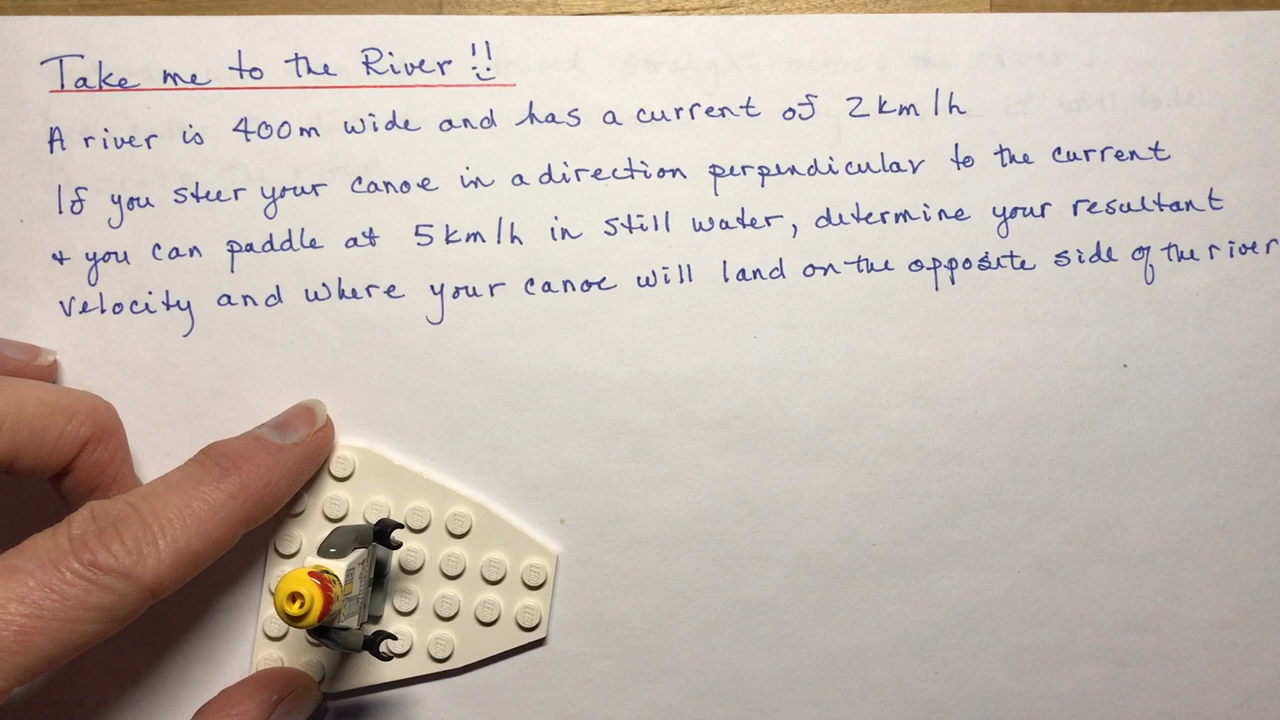 Take me to the River !!
A river is 400m wide and has a current of 2km/h
If you steer your canoe in a direction perpendicular to the current
+ you can paddle at 5km/h in still water, determine your resultant
velocity and where your canoe will land on the opposite side of the river